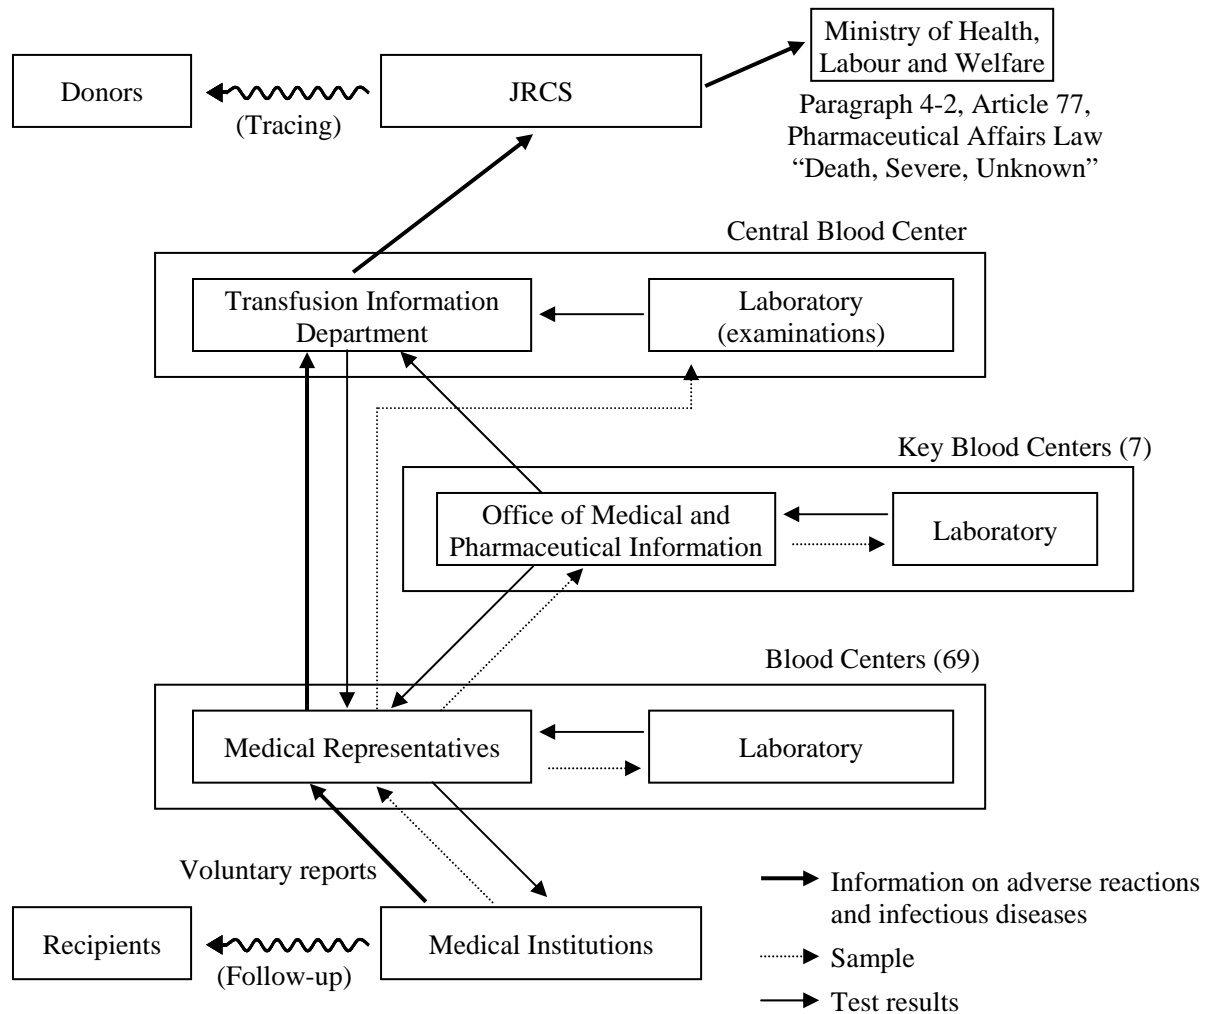 Ministry of Health,
Labour and Welfare
Donors
JRCS
(Tracing)
Paragraph 4-2, Article 77,
Pharmaceutical Affairs Law
“Death, Severe, Unknown”
Central Blood Center
Transfusion Information
Department
Laboratory
(examinations)
Key Blood Centers (7)
Office of Medical and
Pharmaceutical Information
Laboratory
Blood Centers (69)
Medical Representatives
Laboratory
Voluntary reports
Recipients
(Follow-up)
Medical Institutions
Information on adverse reactions
and infectious diseases
Sample
Test results